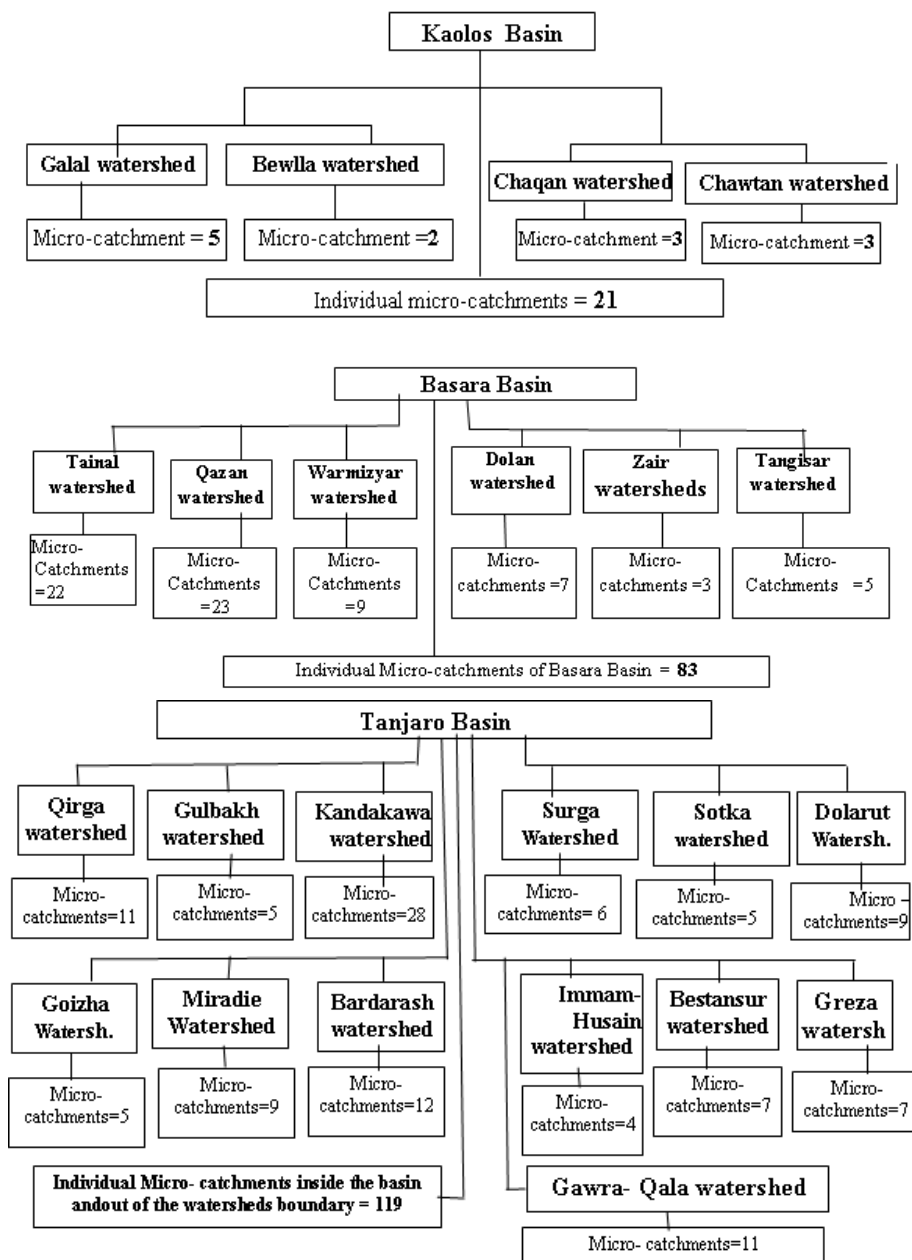 Kaolos Basin
Galal watershed
Bewlla watershed
Chaqan watershed
Chawtan watershed
Micro-catchment = 5
Micro-catchment =2
Micro-catchment =3
Micro-catchment =3
Individual micro-catchments = 21
Basara Basin
Tainal
watershed
Qazan
watershed
Warmizyar
watershed
Dolan
watershed
Zair
watersheds
Tangisar
watershed
Micro-
Catchments
=22
Micro-
Catchments
=23
Micro-
Catchments
=9
Micro-
catchments =7
Micro-
catchments =3
Micro-
Catchments =5
Individual Micro-catchments of Basara Basin = 83
Tanjaro Basin
Qirga
watershed
Gulbakh
watershed
Kandakawa
watershed
Surga
Watershed
Sotka
watershed
Dolarut
Watersh.
Micro-
catchments=11
Micro-
catchments=5
Micro-
catchments=28
Micro-
catchments= 6
Micro-
catchments=5
Micro -
catchments=9
Goizha
Watersh.
Miradie
Watershed
Bardarash
watershed
Immam-
Husain
watershed
Bestansur
watershed
Greza
watersh
Micro-
catchments=5
Micro-
catchments=9
Micro-
catchments=12
Micro-
catchments
=4
Micro-
catchments=7
Micro-
catchments=7
Individual Micro- catchments inside the basin
andout of the watersheds boundary = 119
Gawra- Qala watershed
Micro- catchments=11